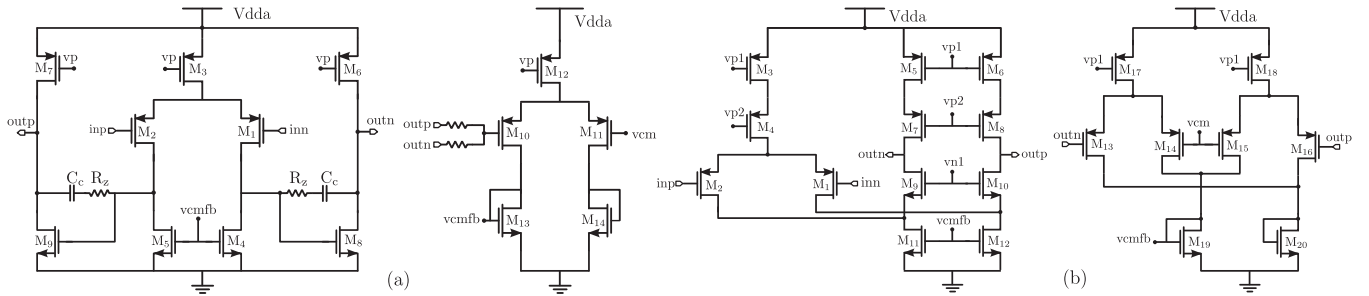 Vdda
vp
M7
vp
M3
vp
M6
outp
inp
M2
M1
inn
outn
Cc
Rz
Rz
Cc
vcmfb
M9
M5
M4
M8
(a)
Vdda
vp
M12
outp
outn
M10
M11
vcm
vcmfb
M13
M14
Vdda
vp1
M3
vp1
M5
M6
vp2
M4
vp2
M7
M8
outn
outp
inp
M2
M1
inn
vn1
M9
M10
vcmfb
M11
M12
(b)
Vdda
vp1
M17
vp1
M18
outn
M13
M14
vcm
M15
M16
outp
vcmfb
M19
M20